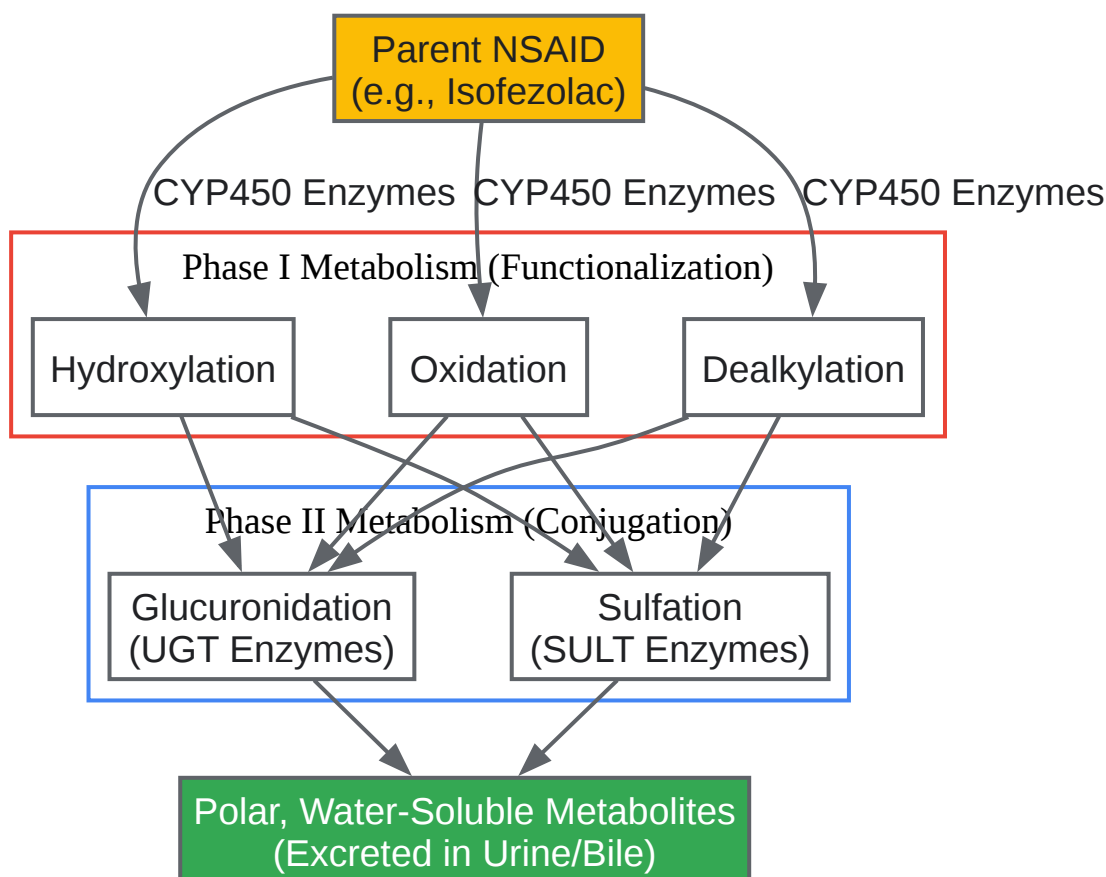 Parent NSAID
(e.g., Isofezolac)
CYP450 Enzymes
CYP450 Enzymes
CYP450 Enzymes
Phase I Metabolism (Functionalization)
Hydroxylation
Oxidation
Dealkylation
Phase II Metabolism (Conjugation)
Glucuronidation
(UGT Enzymes)
Sulfation
(SULT Enzymes)
Polar, Water-Soluble Metabolites
(Excreted in Urine/Bile)